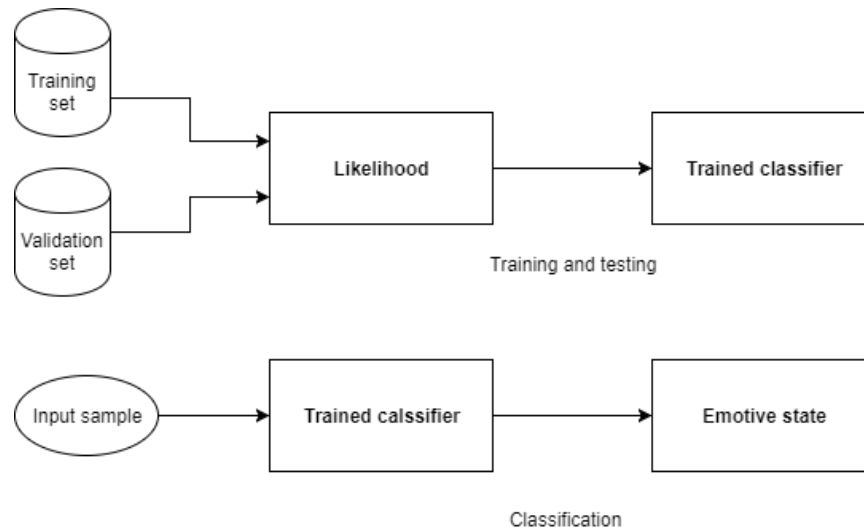 Training
set
Likelihood
Trained classifier
Validation
set
Training and testing
Input sample
Trained calssifier
Emotive state
Classification